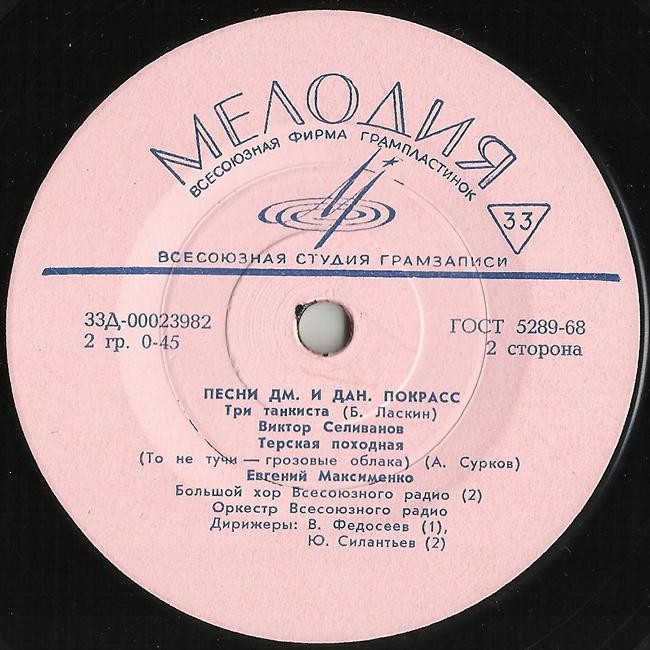 МЕЛОДИЯ
ВСЕСОЮЗНАЯ ФИРМА ГРАМПЛАСТИНОК
33
ВСЕСОЮЗНАЯ СТУДИЯ ГРАМЗАПИСИ
33Д-00023982
ГОСТ 5289-68
2 гр. 0-45
2 сторона
ПЕСНИ ДМ. И ДАН. ПОКРАСС
Три танкиста (Б. Ласкин)
Виктор Селиванов
Терская походная
(То не тучи — грозовые облака) (А. Сурков)
Евгений Максименко
Большой хор Всесоюзного радио (2)
Оркестр Всесоюзного радио
Дирижеры: В. Федосеев (1),
Ю. Силантьев (2)